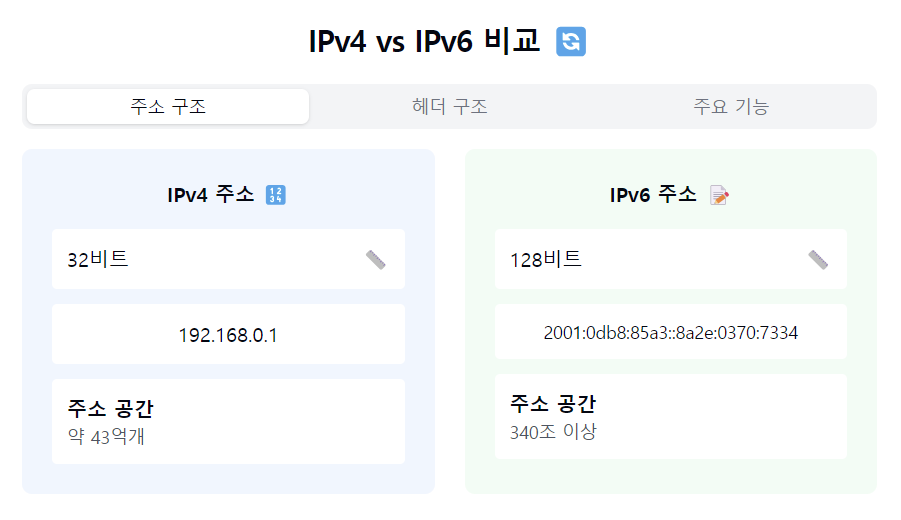 IPv4 vs IPv6 비교 🔄
주소 구조
헤더 구조
주요 기능
IPv4 주소 🔢
32비트 📏
192.168.0.1
주소 공간
약 43억개
IPv6 주소 📝
128비트 📏
2001:0db8:85a3::8a2e:0370:7334
주소 공간
340조 이상